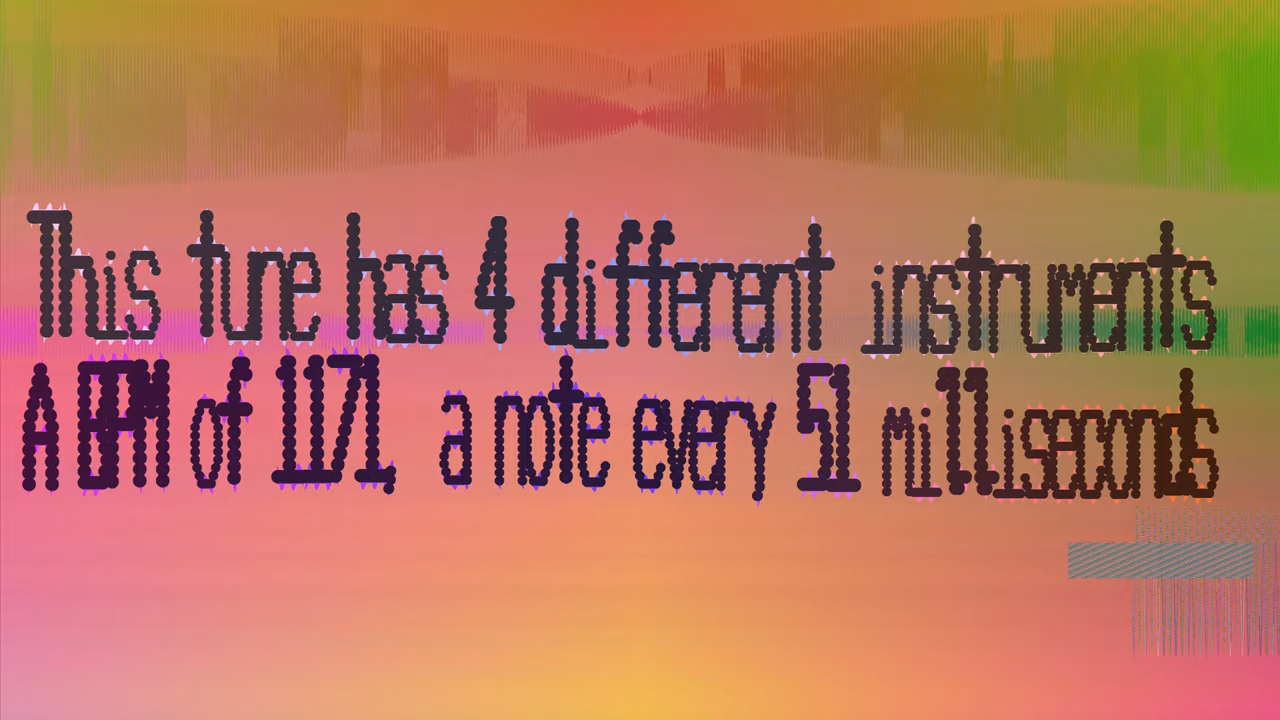 This tune has 4 different instruments
A BPM of 1171, a note every 51 milliseconds